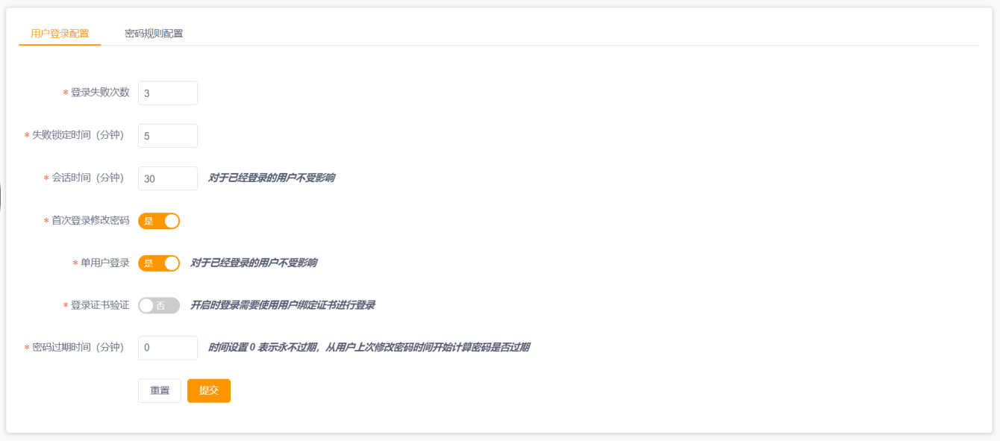 用户登录配置 密码规则配置
* 登录失败次数 3
* 失败锁定时间（分钟） 5
* 会话时间（分钟） 30 对于已经登录的用户不受影响
* 首次登录修改密码 是
* 单用户登录 是 对于已经登录的用户不受影响
* 登录证书验证 否 开启时登录需要使用用户绑定证书进行登录
* 密码过期时间（分钟） 0 时间设置 0 表示永不过期，从用户上次修改密码时间开始计算密码是否过期
重置 提交